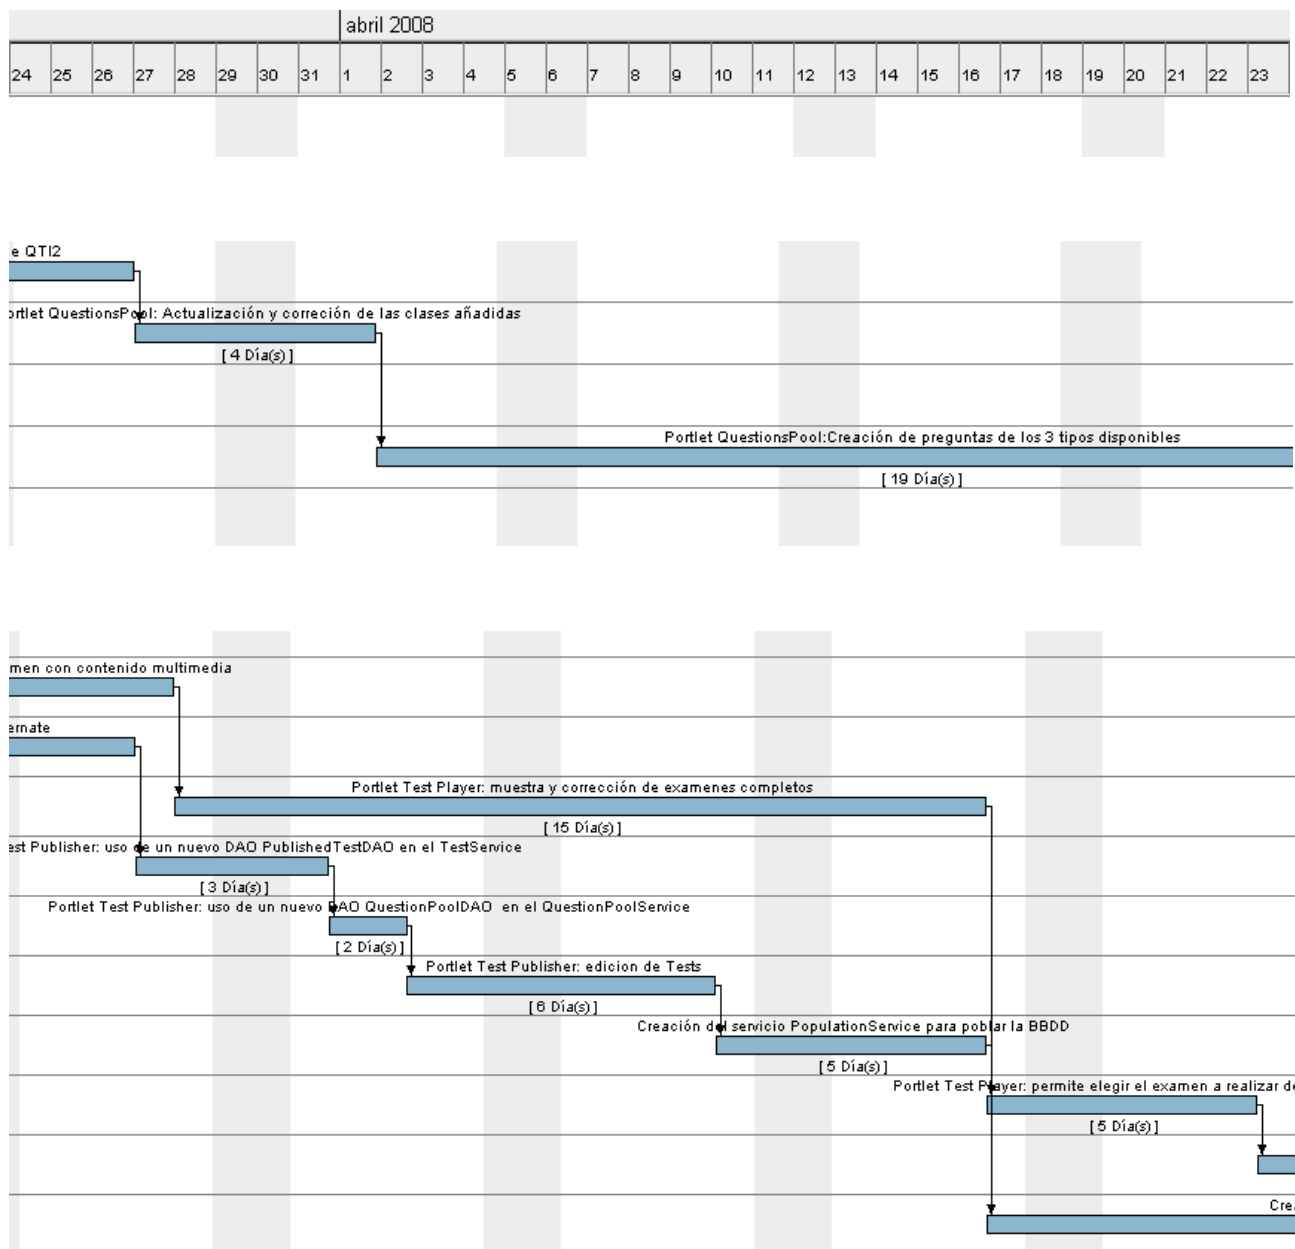 abril 2008
24 25 26 27 28 29 30 31 1 2 3 4 5 6 7 8 9 10 11 12 13 14 15 16 17 18 19 20 21 22 23
e QTI2
ortlet QuestionsPool: Actualización y correción de las clases añadidas
[ 4 Día(s) ]
Portlet QuestionsPool:Creación de preguntas de los 3 tipos disponibles
[ 19 Día(s) ]
men con contenido multimedia
ernate
Portlet Test Player: muestra y corrección de examenes completos
[ 15 Día(s) ]
est Publisher: uso de un nuevo DAO PublishedTestDAO en el TestService
[ 3 Día(s) ]
Portlet Test Publisher: uso de un nuevo DAO QuestionPoolDAO en el QuestionPoolService
[ 2 Día(s) ]
Portlet Test Publisher: edicion de Tests
[ 6 Día(s) ]
Creación del servicio PopulationService para poblar la BBDD
[ 5 Día(s) ]
Portlet Test Player: permite elegir el examen a realizar de
[ 5 Día(s) ]
Crea